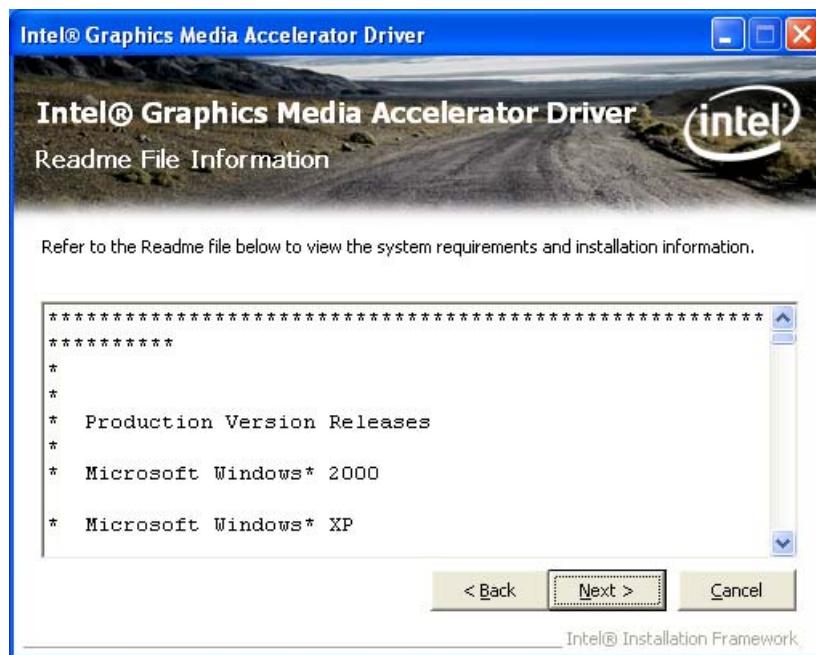 Intel® Graphics Media Accelerator Driver
Intel® Graphics Media Accelerator Driver
intel
Readme File Information
Refer to the Readme file below to view the system requirements and installation information.
********************************************************
**********
*
*
* Production Version Releases
*
* Microsoft Windows* 2000
* Microsoft Windows* XP
< Back Next > Cancel
Intel® Installation Framework